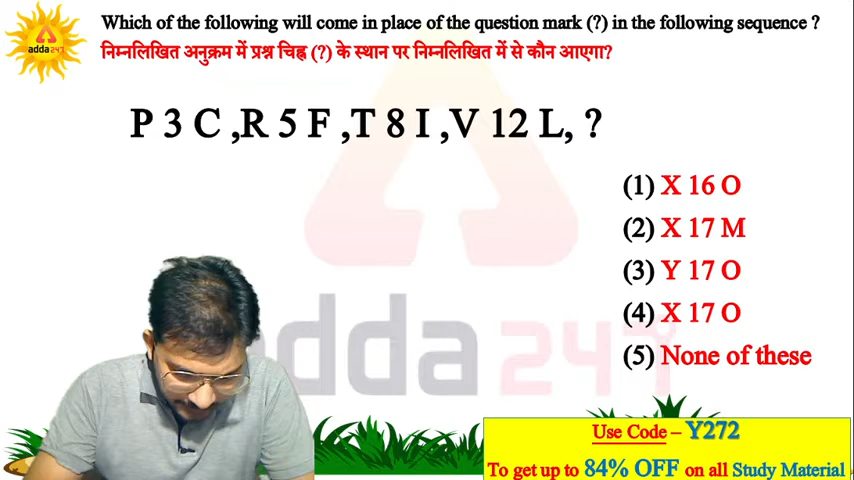 Which of the following will come in place of the question mark (?) in the following sequence ?
निम्नलिखित अनुक्रम में प्रश्न चिह्न (?) के स्थान पर निम्नलिखित में से कौन आएगा?
adda247
P 3 C ,R 5 F ,T 8 I ,V 12 L, ?
(1) X 16 O
(2) X 17 M
(3) Y 17 O
(4) X 17 O
(5) None of these
adda247
Use Code – Y272
To get up to 84% OFF on all Study Material